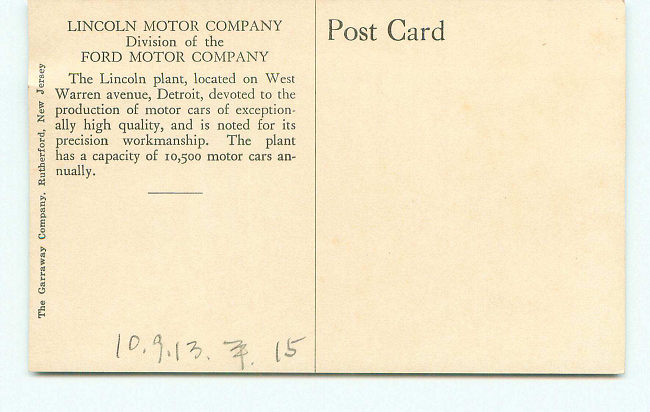 LINCOLN MOTOR COMPANY
Division of the
FORD MOTOR COMPANY
The Lincoln plant, located on West
Warren avenue, Detroit, devoted to the
production of motor cars of exception-
ally high quality, and is noted for its
precision workmanship. The plant
has a capacity of 10,500 motor cars an-
nually.
The Garraway Company, Rutherford, New Jersey
Post Card
10.9.13. 15